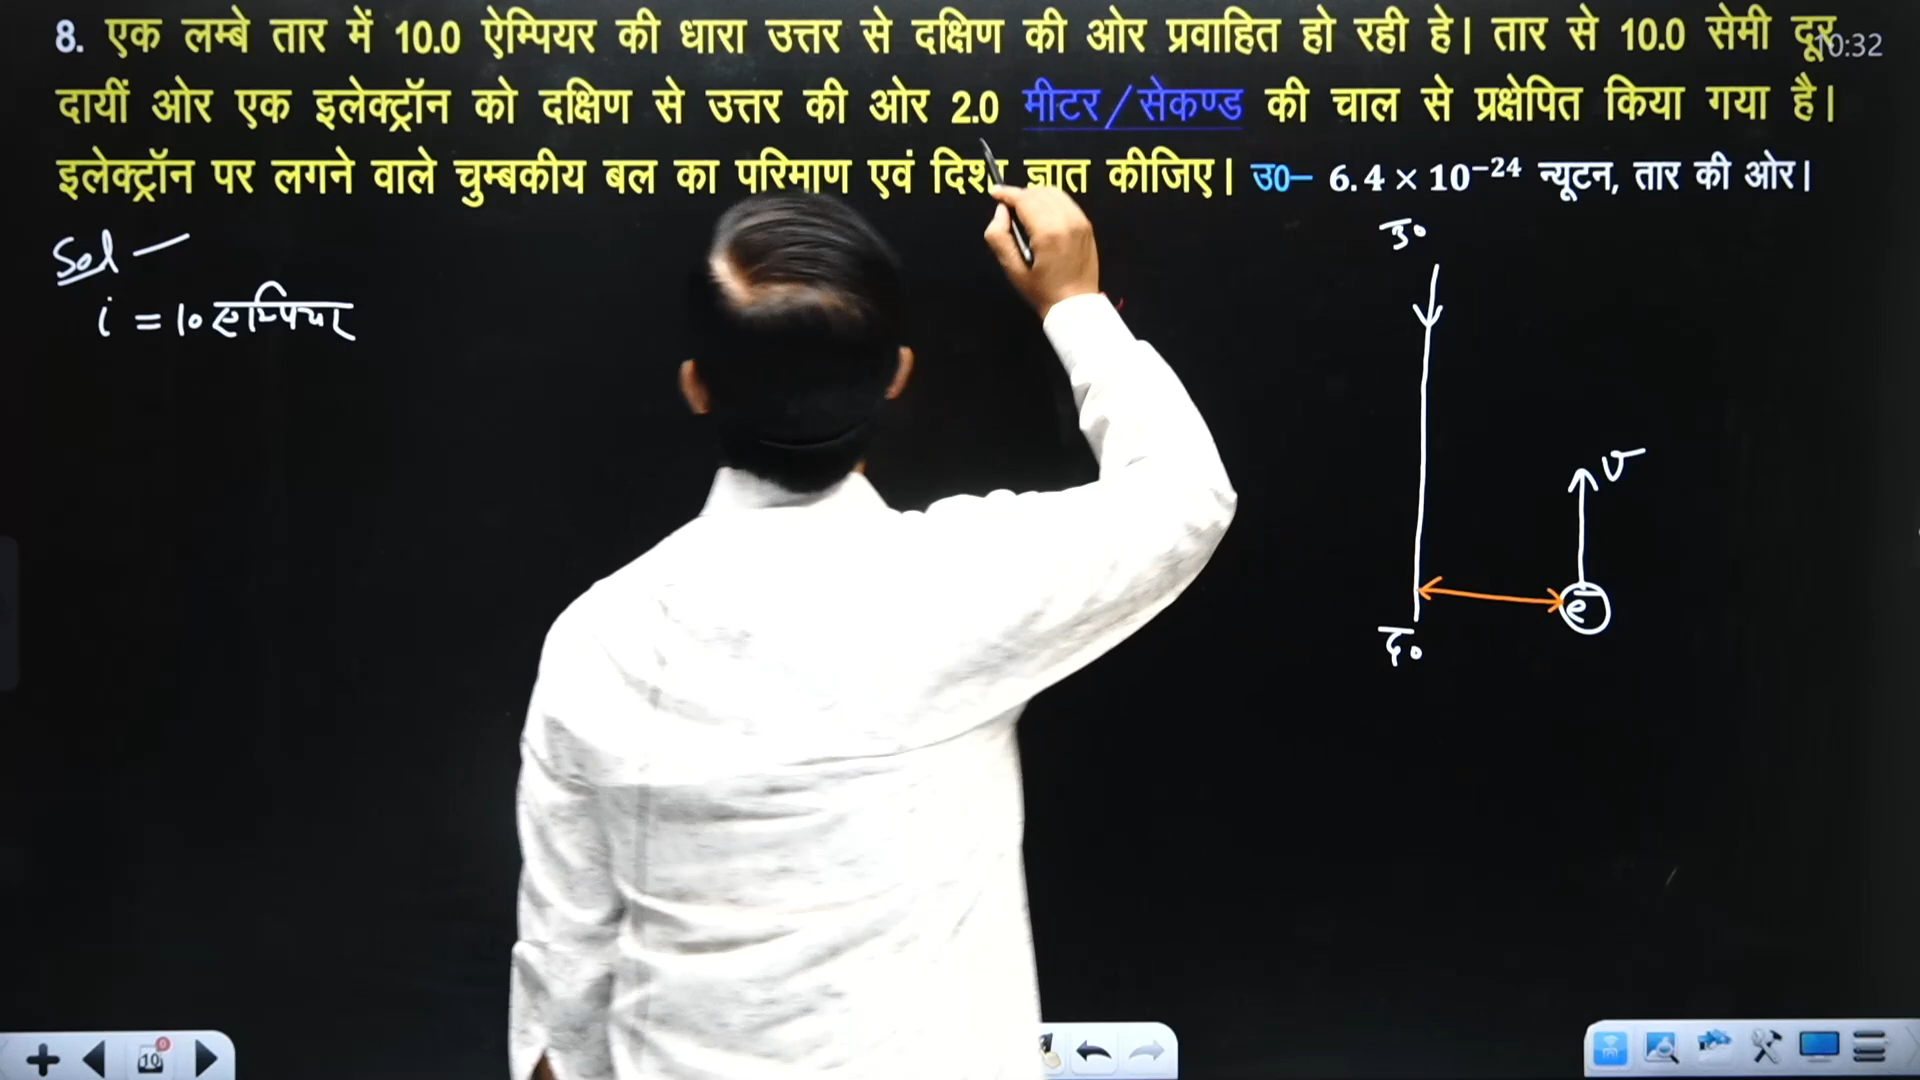 8. एक लम्बे तार में 10.0 ऐम्पियर की धारा उत्तर से दक्षिण की ओर प्रवाहित हो रही हे। तार से 10.0 सेमी दूर
10:32
दायीं ओर एक इलेक्ट्रॉन को दक्षिण से उत्तर की ओर 2.0 मीटर/सेकण्ड की चाल से प्रक्षेपित किया गया है।
इलेक्ट्रॉन पर लगने वाले चुम्बकीय बल का परिमाण एवं दिशा ज्ञात कीजिए। उ0– 6.4 × 10⁻²⁴ न्यूटन, तार की ओर।
Sol —
i = 10 एम्पियर
उ०
v
e
द०
10